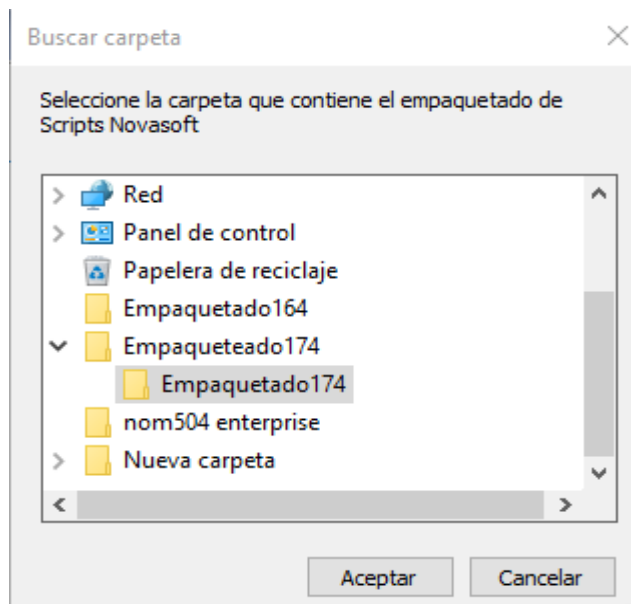 Buscar carpeta
Seleccione la carpeta que contiene el empaquetado de
Scripts Novasoft
Red
Panel de control
Papelera de reciclaje
Empaquetado164
Empaqueteado174
Empaquetado174
nom504 enterprise
Nueva carpeta
Aceptar Cancelar